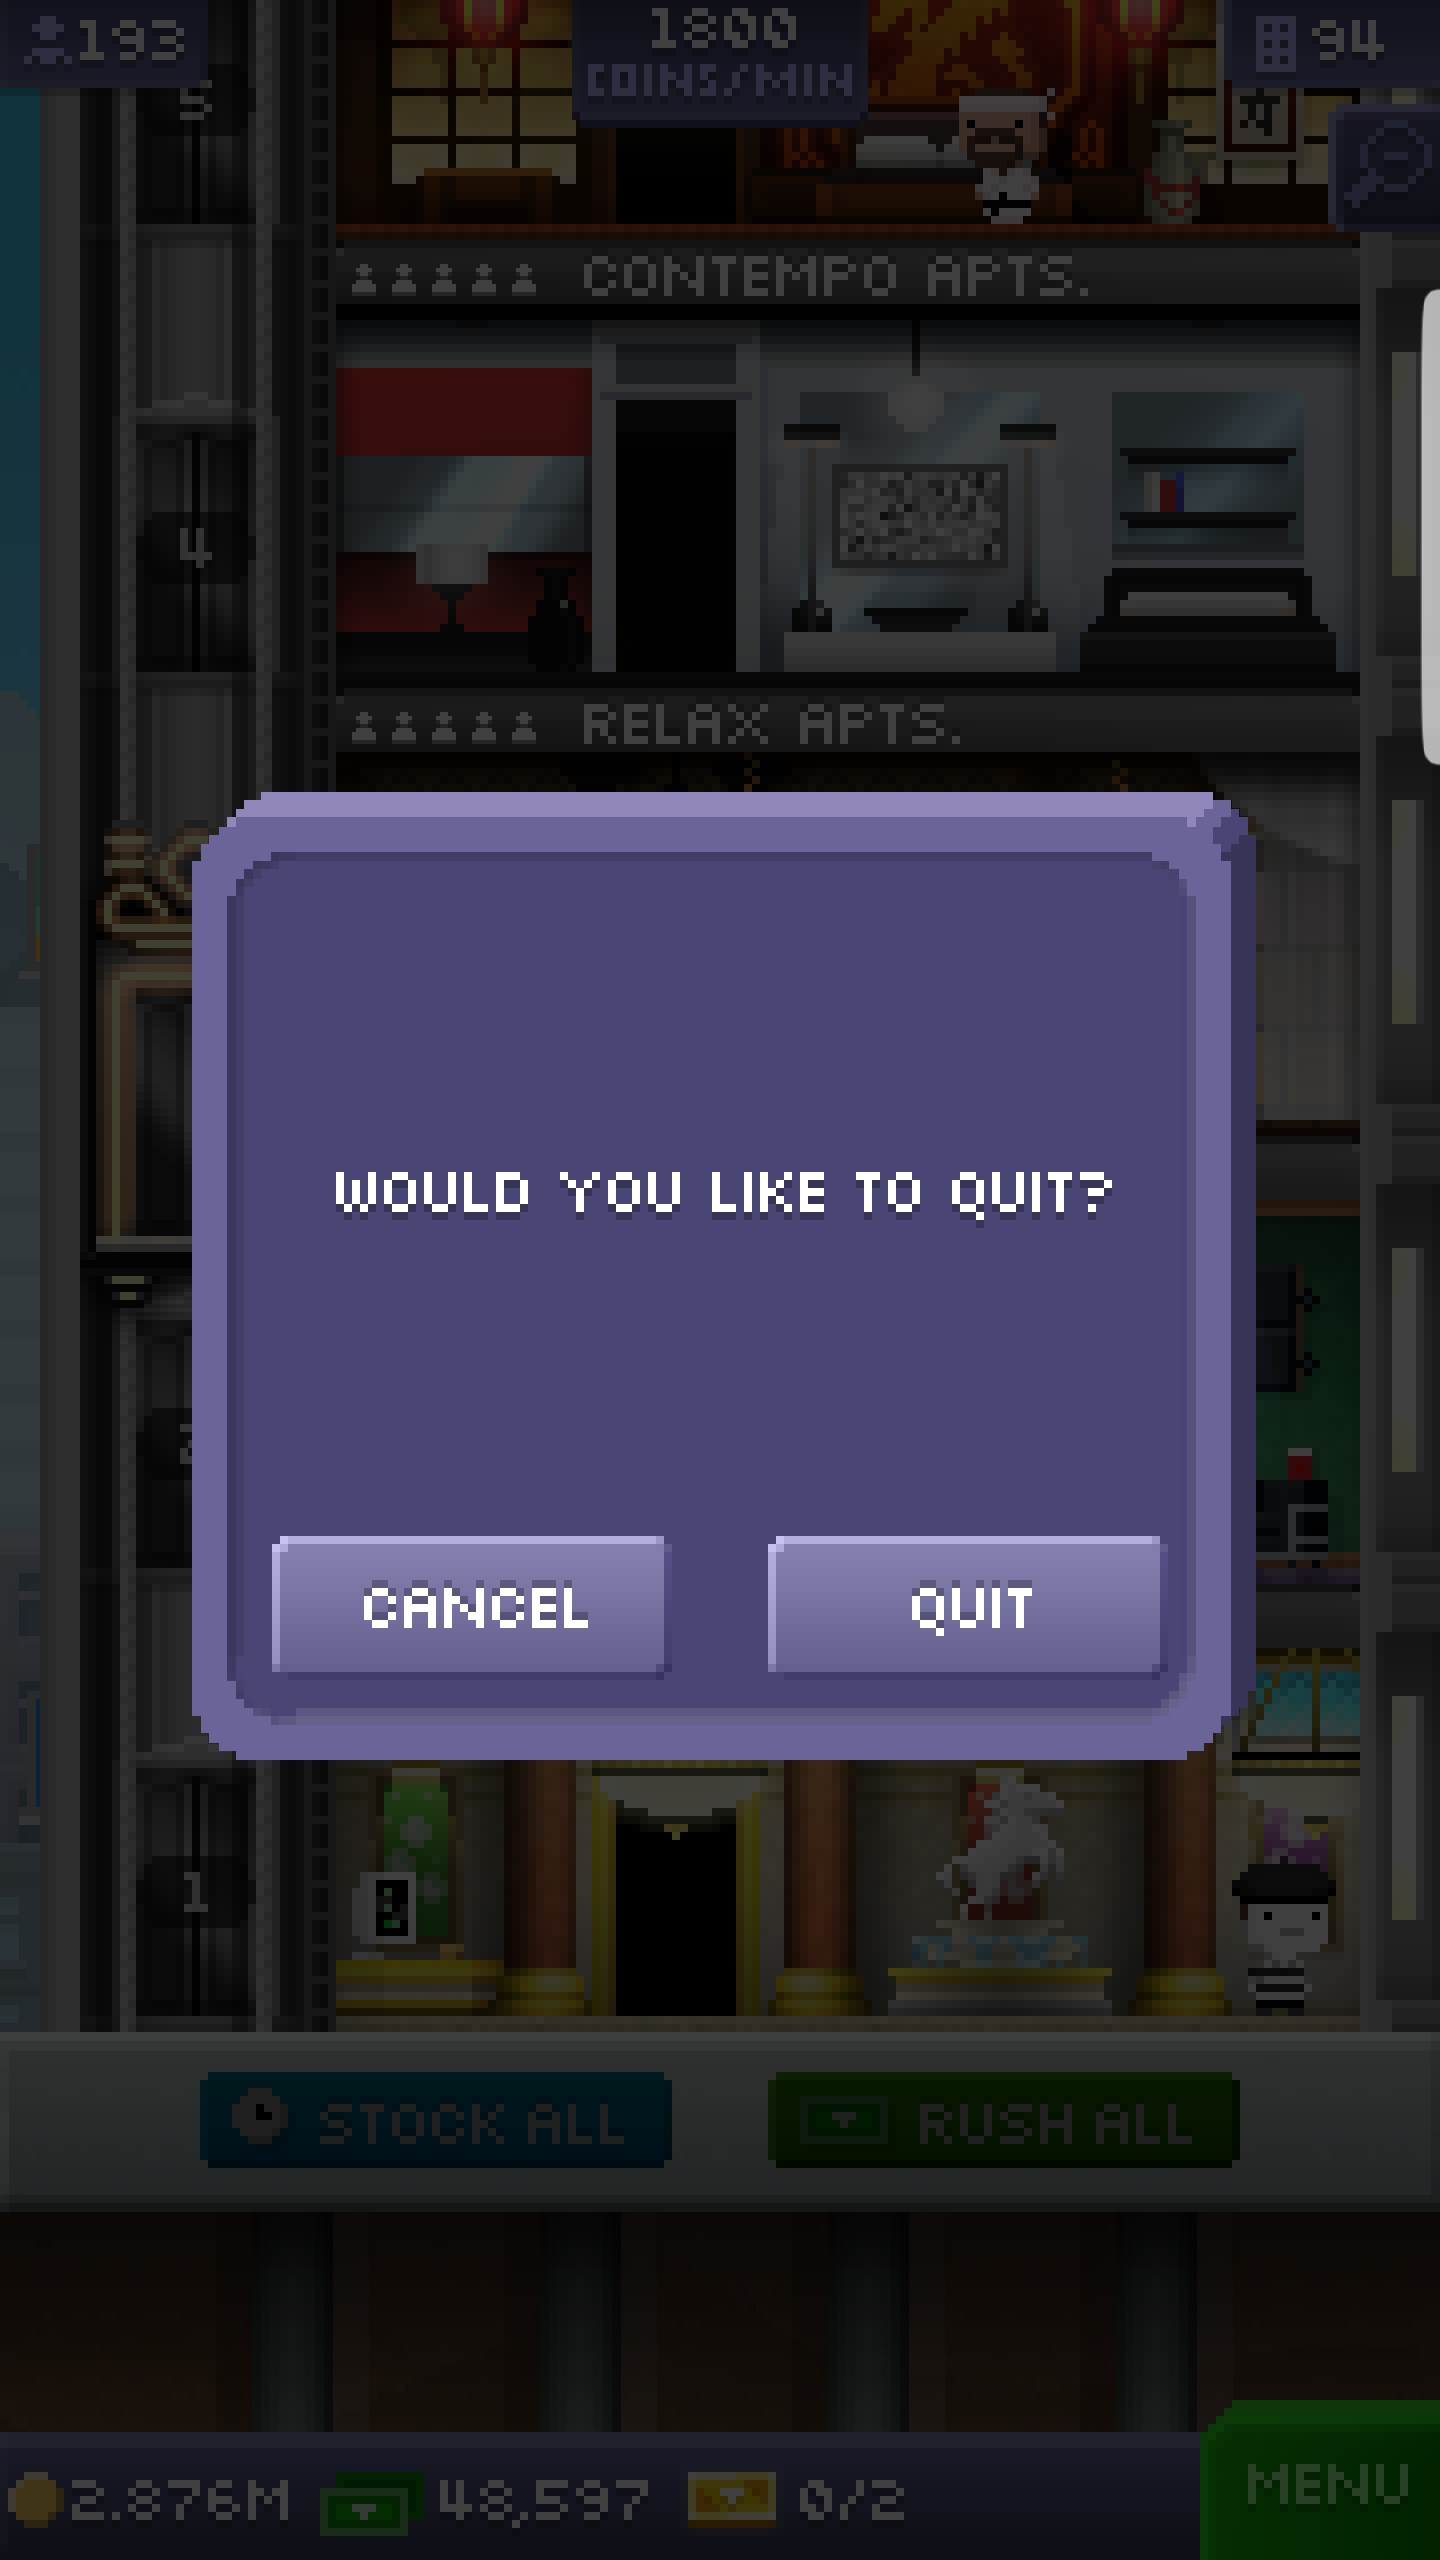 193
1800
COINS/MIN
94
5
CONTEMPO APTS.
4
RELAX APTS.
WOULD YOU LIKE TO QUIT?
2
CANCEL
QUIT
1
STOCK ALL
RUSH ALL
2.876M
48,597
0/2
MENU